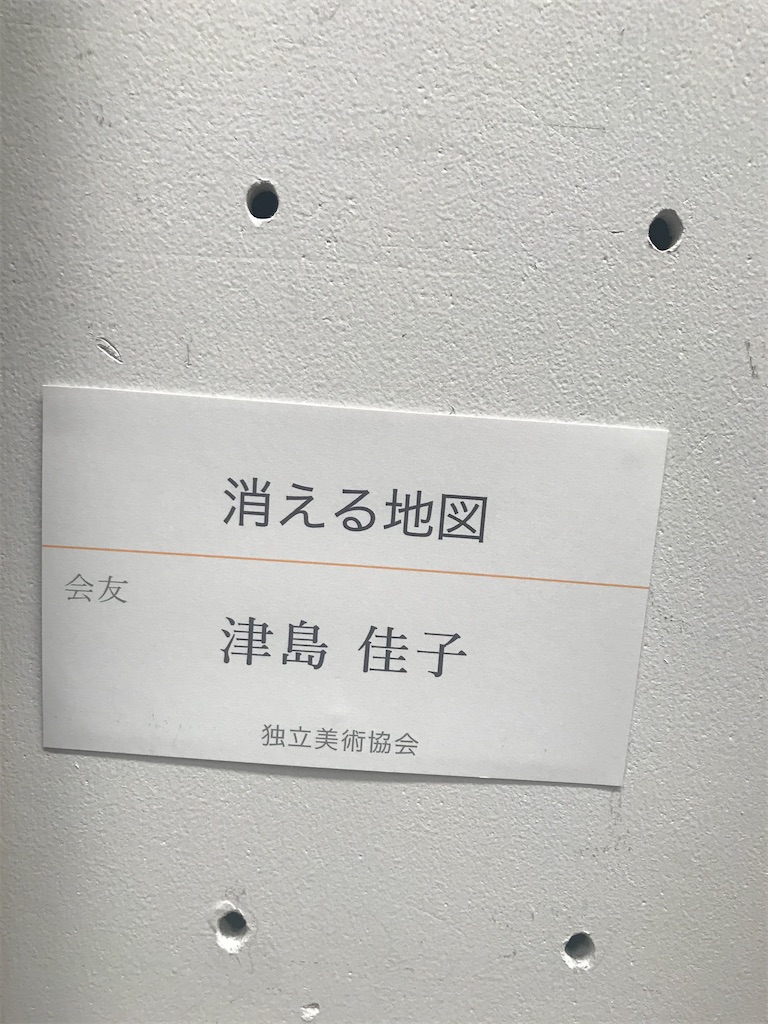 消える地図
会友
津島 佳子
独立美術協会